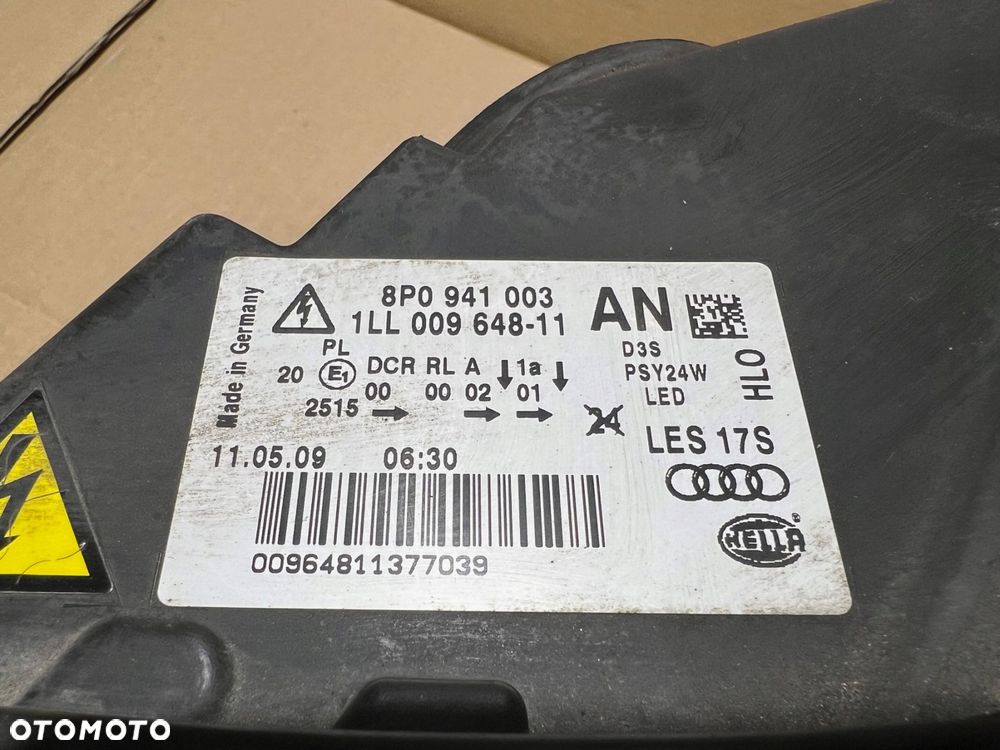 Made in Germany
8P0 941 003
1LL 009 648-11
AN
PL
20 E1 DCR RL A 1a
00 00 02 01
2515
24
D3S
PSY24W
LED
HLO
LES 17S
11.05.09 06:30
00964811377039
HELLA®
OTOMOTO